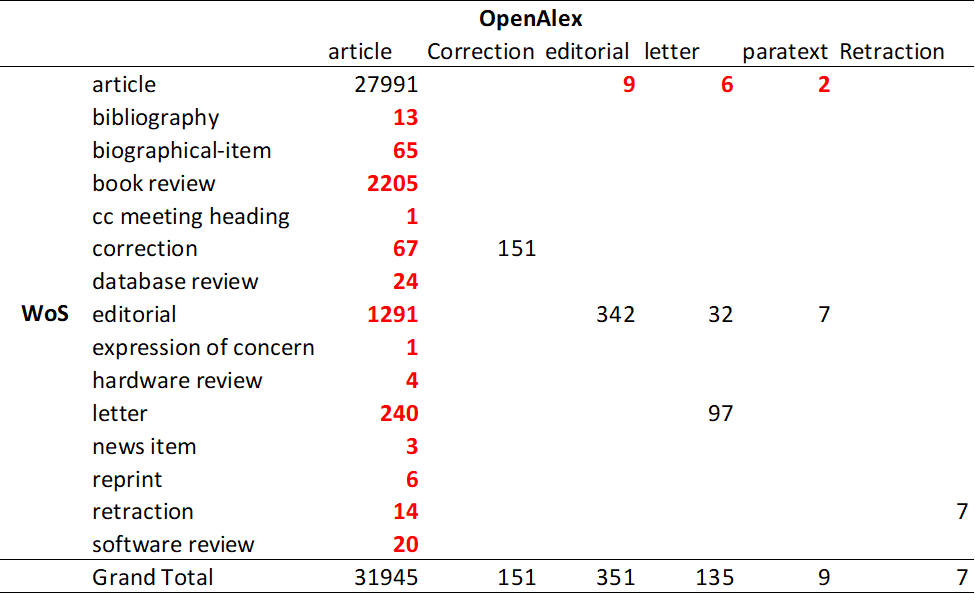 OpenAlex
article Correction editorial letter paratext Retraction
article 27991 9 6 2
bibliography 13
biographical-item 65
book review 2205
cc meeting heading 1
correction 67 151
database review 24
WoS editorial 1291 342 32 7
expression of concern 1
hardware review 4
letter 240 97
news item 3
reprint 6
retraction 14 7
software review 20
Grand Total 31945 151 351 135 9 7